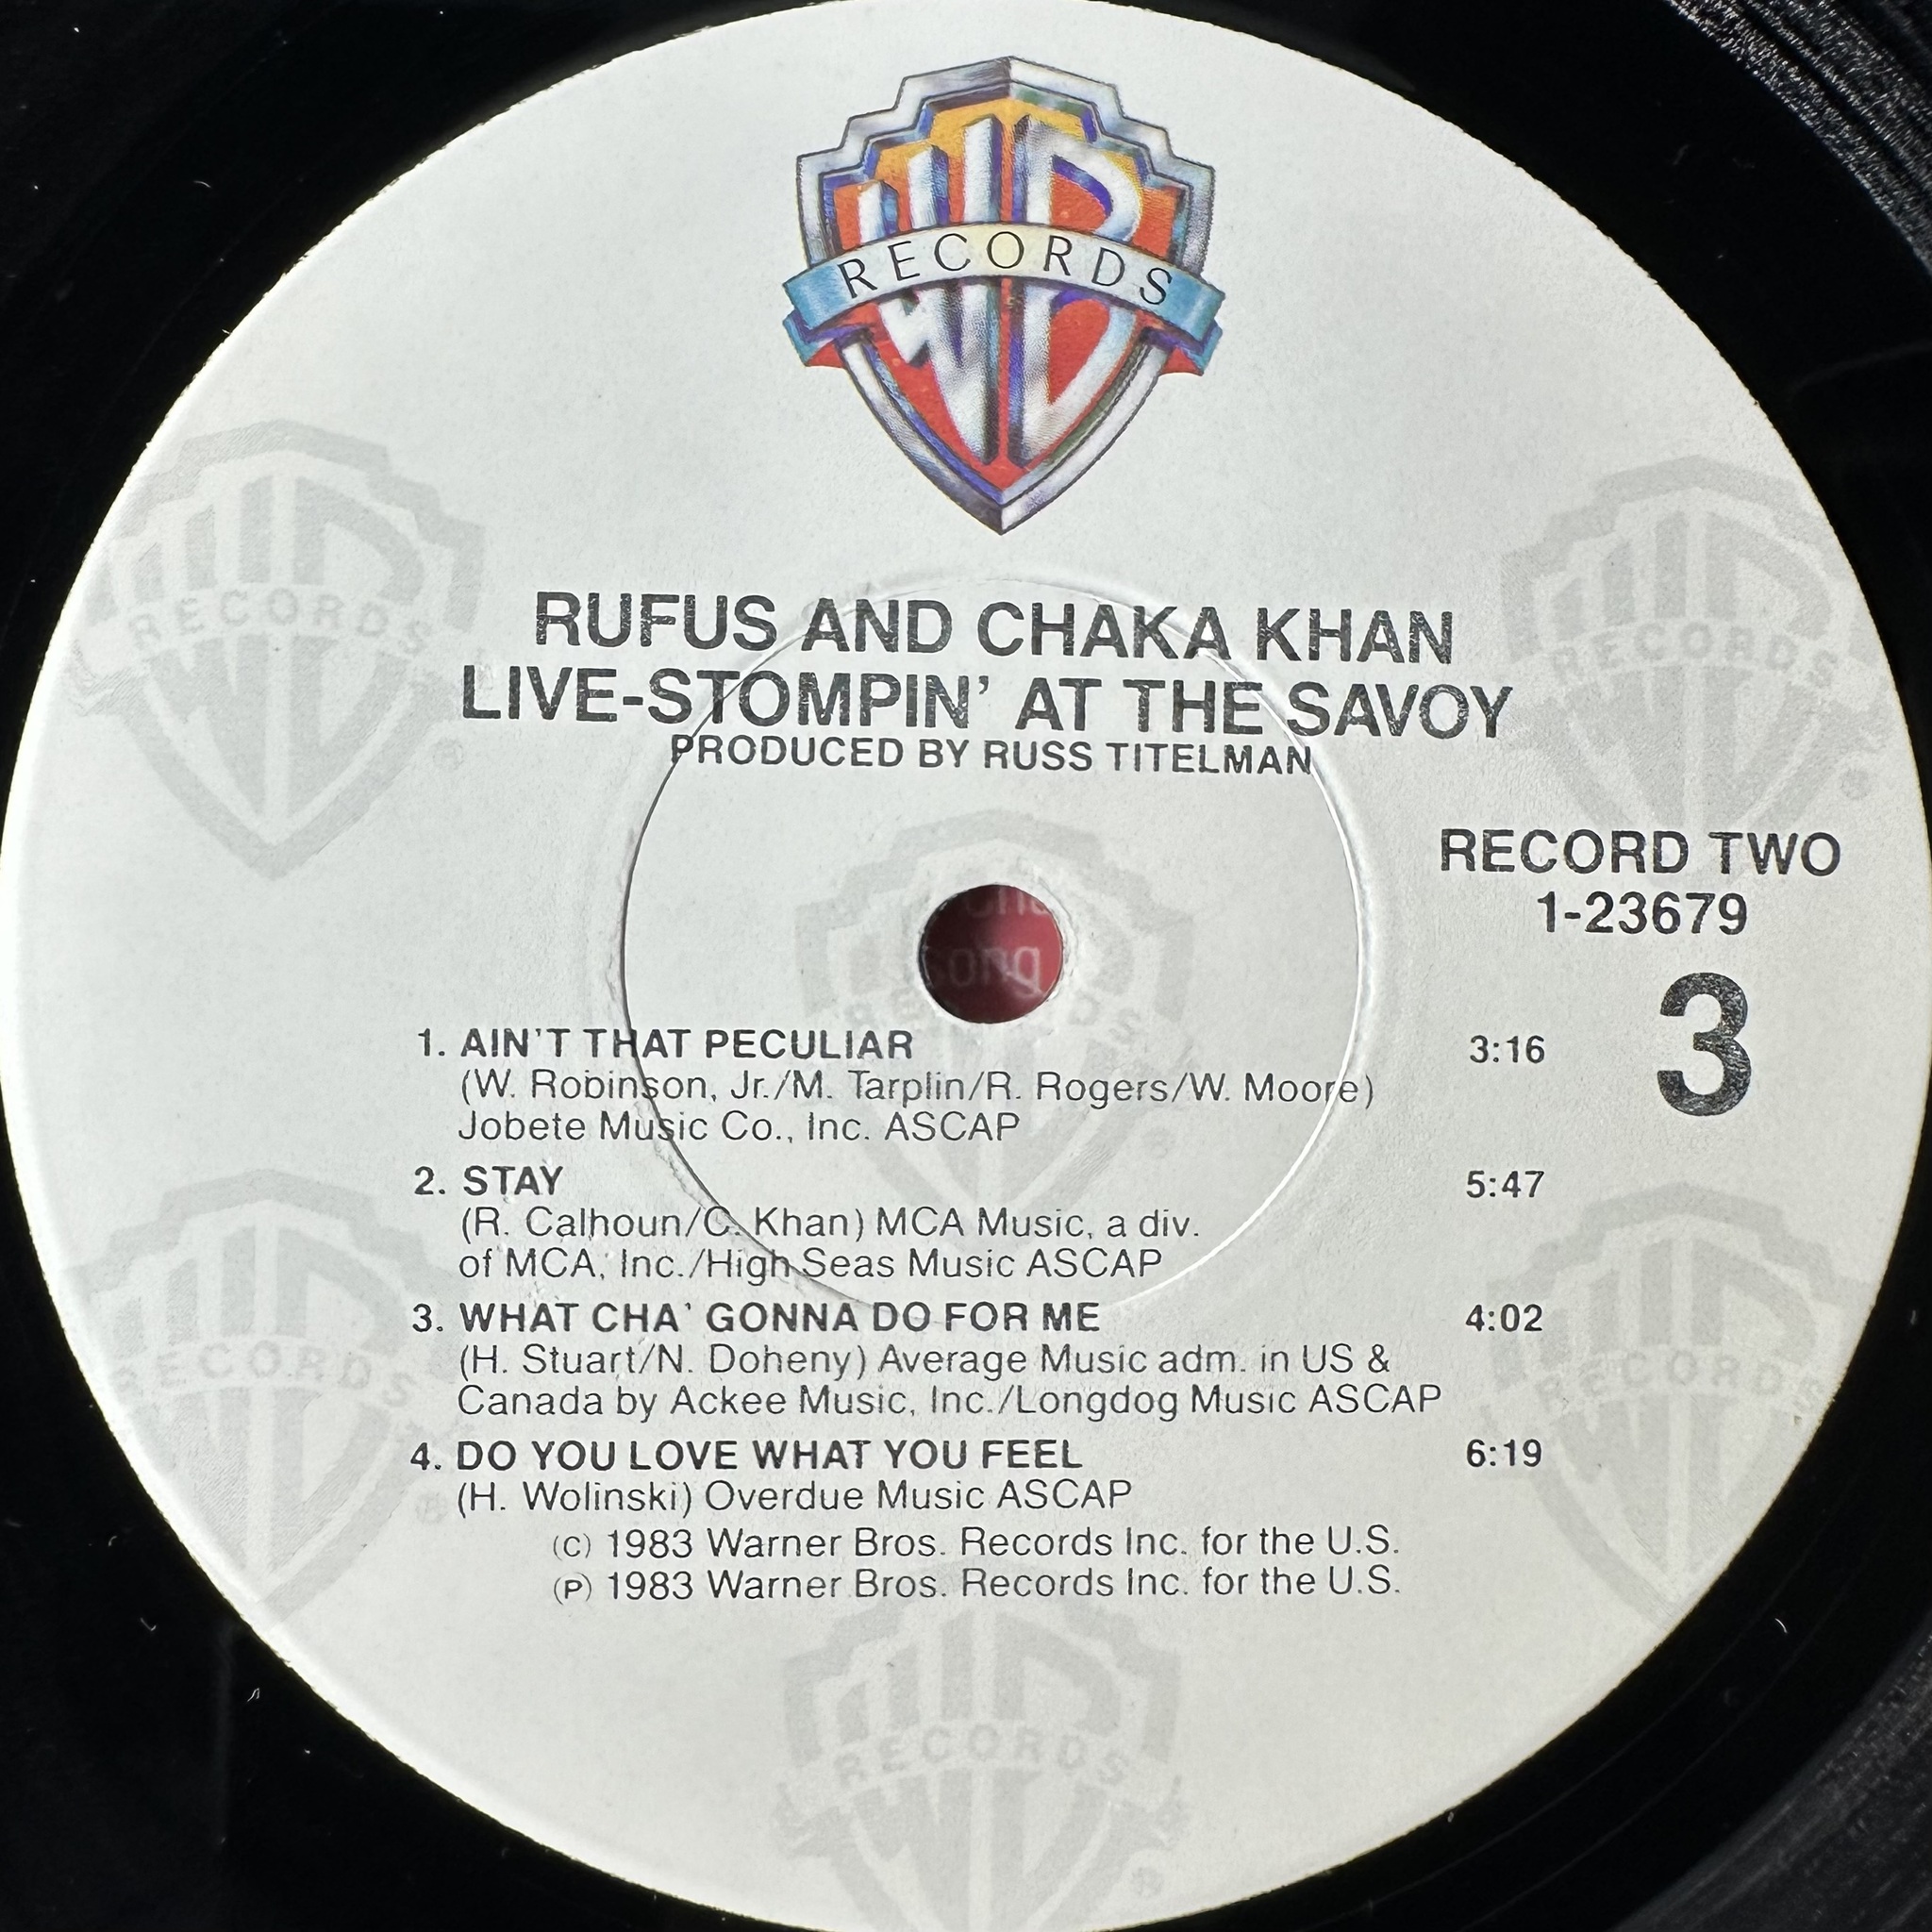 WB
RECORDS
RUFUS AND CHAKA KHAN
LIVE-STOMPIN' AT THE SAVOY
PRODUCED BY RUSS TITELMAN
RECORD TWO
1-23679
3
1. AIN'T THAT PECULIAR 3:16
(W. Robinson, Jr./M. Tarplin/R. Rogers/W. Moore)
Jobete Music Co., Inc. ASCAP
2. STAY 5:47
(R. Calhoun/C. Khan) MCA Music, a div.
of MCA, Inc./High Seas Music ASCAP
3. WHAT CHA' GONNA DO FOR ME 4:02
(H. Stuart/N. Doheny) Average Music adm. in US &
Canada by Ackee Music, Inc./Longdog Music ASCAP
4. DO YOU LOVE WHAT YOU FEEL 6:19
(H. Wolinski) Overdue Music ASCAP
(C) 1983 Warner Bros. Records Inc. for the U.S.
(P) 1983 Warner Bros. Records Inc. for the U.S.